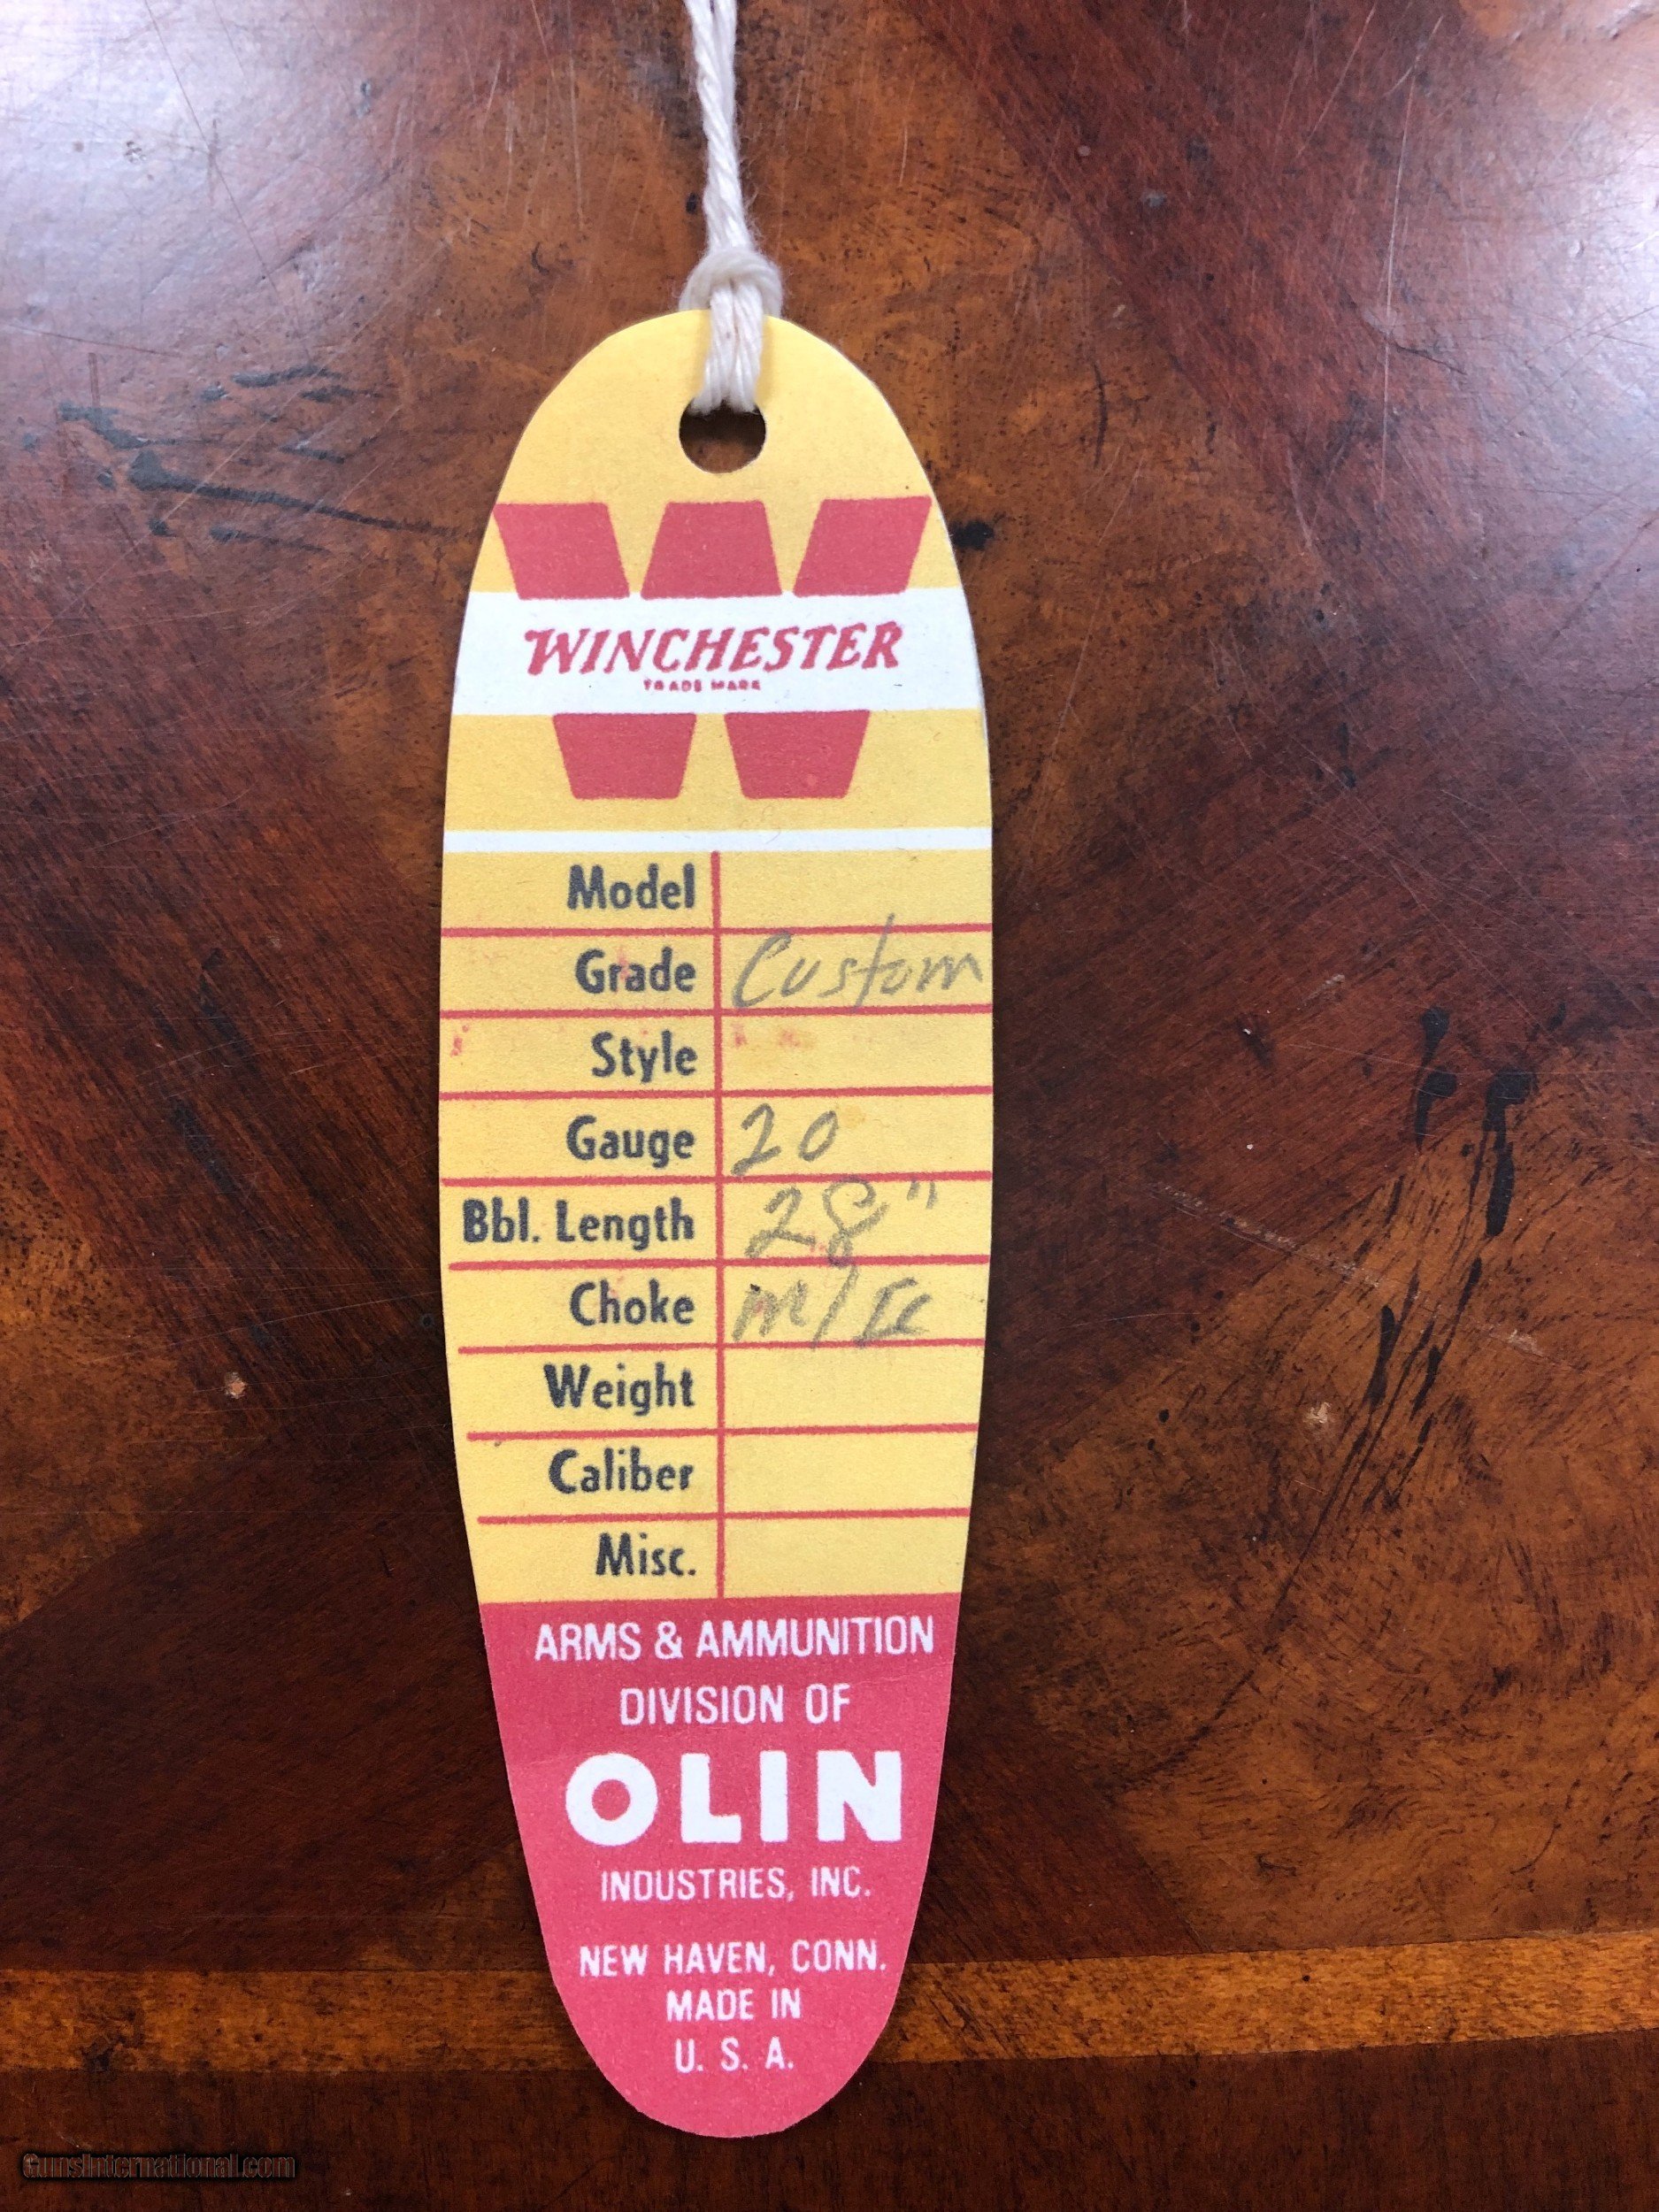 WINCHESTER
TRADE MARK
Model
Grade Custom
Style
Gauge 20
Bbl. Length 28"
Choke M/IC
Weight
Caliber
Misc.
ARMS & AMMUNITION
DIVISION OF
OLIN
INDUSTRIES, INC.
NEW HAVEN, CONN.
MADE IN
U. S. A.
GunsInternational.com